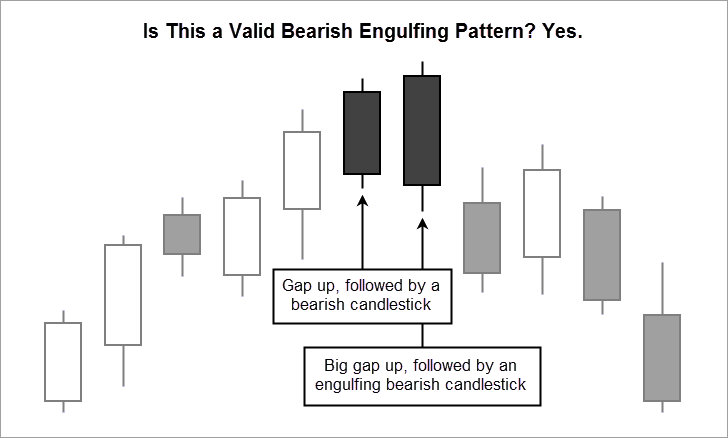 Is This a Valid Bearish Engulfing Pattern? Yes.
Gap up, followed by a
bearish candlestick
Big gap up, followed by an
engulfing bearish candlestick